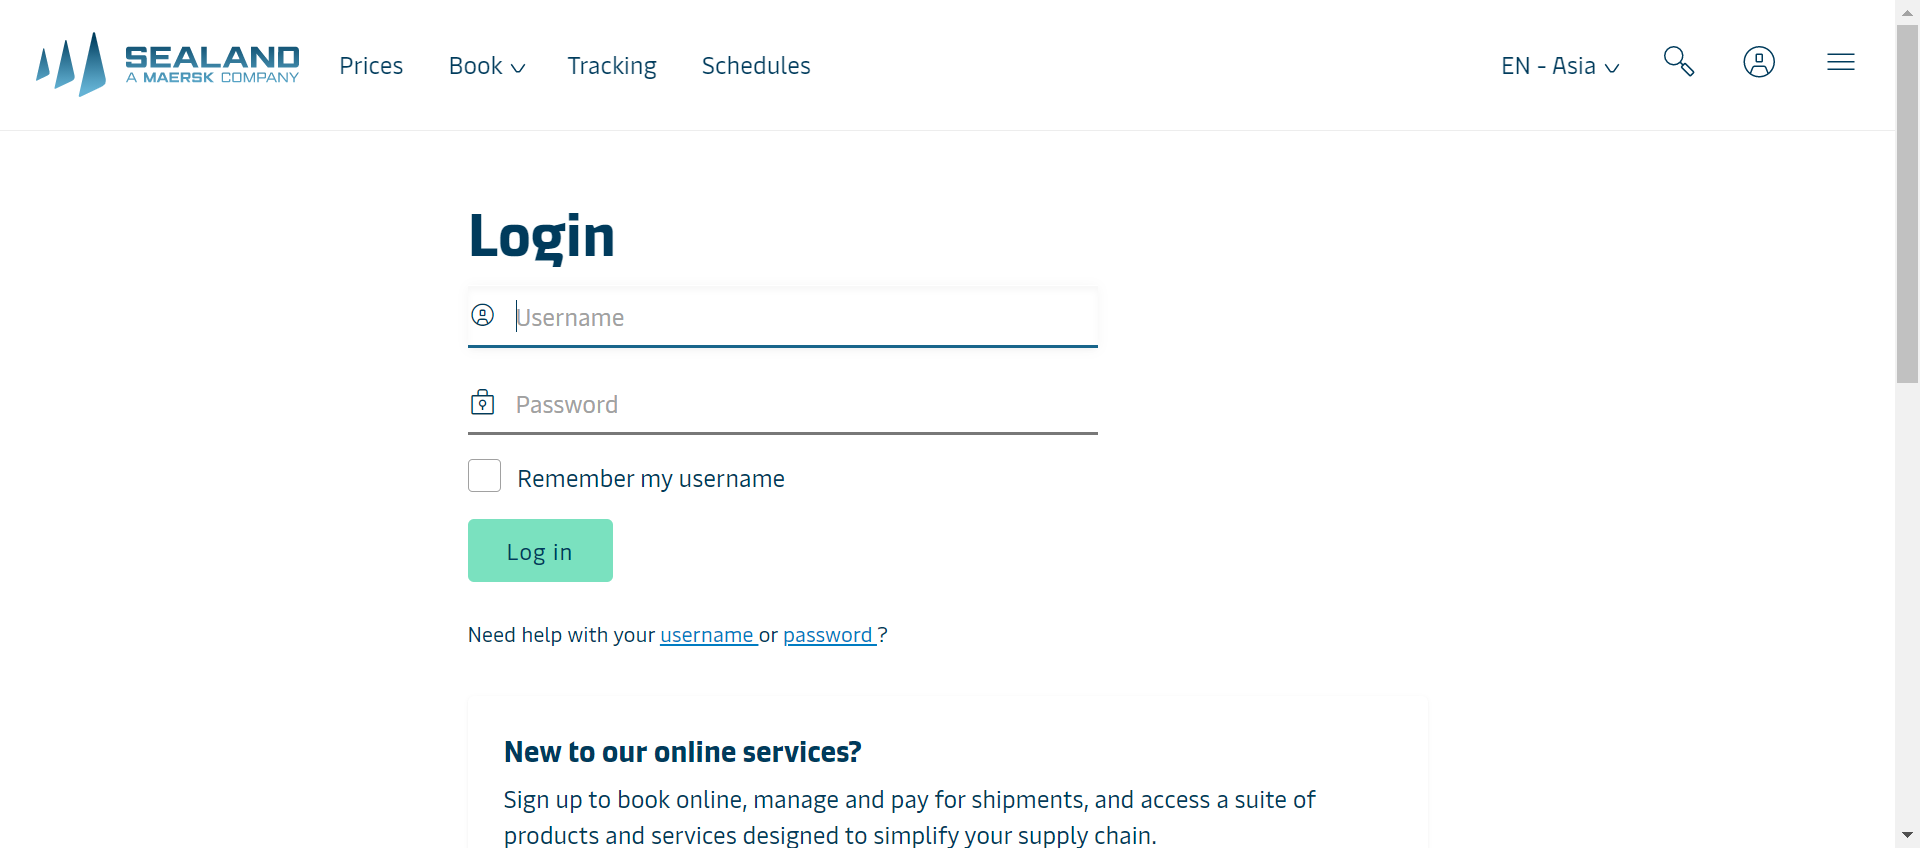 SEALAND
A MAERSK COMPANY
Prices
Book
Tracking
Schedules
EN - Asia
Login
Username
Password
Remember my username
Log in
Need help with your username or password ?
New to our online services?
Sign up to book online, manage and pay for shipments, and access a suite of
products and services designed to simplify your supply chain.